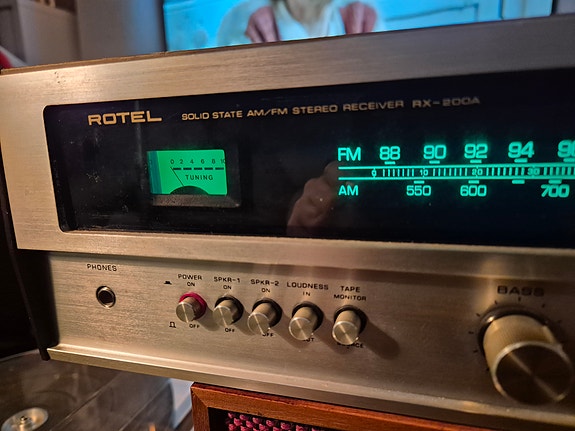 ROTEL SOLID STATE AM/FM STEREO RECEIVER RX-200A
0 2 4 6 8
TUNING
FM 88 90 92 94
0 10 20 30
AM 550 600 700
PHONES
POWER SPKR-1 SPKR-2 LOUDNESS TAPE MONITOR
ON ON ON IN
OFF OFF OFF
BASS